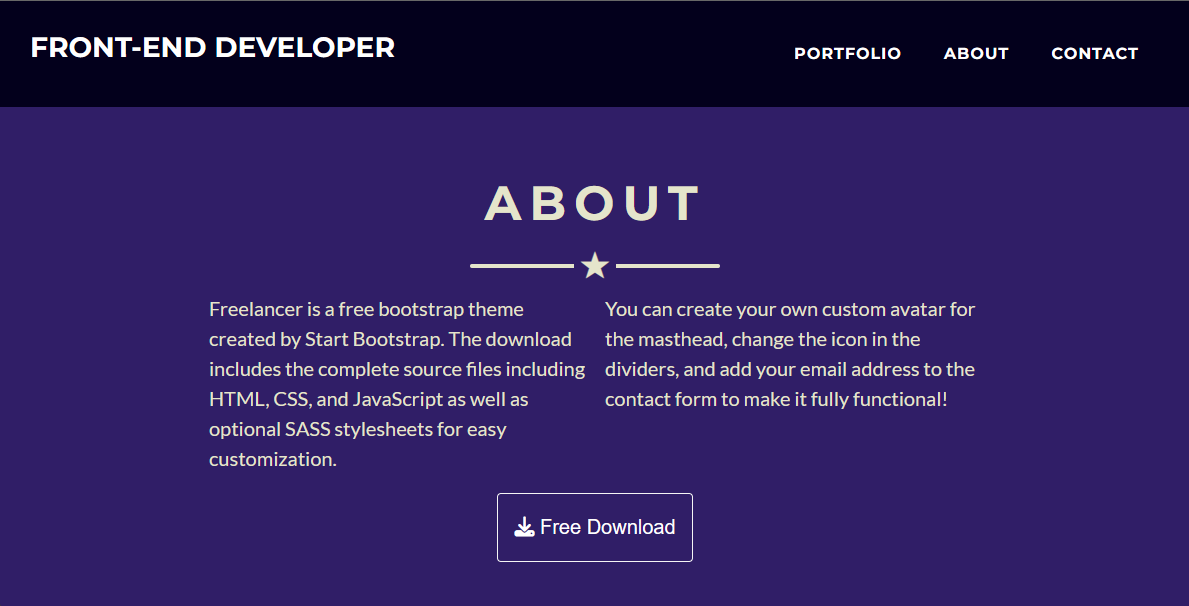 FRONT-END DEVELOPER
PORTFOLIO ABOUT CONTACT
ABOUT
Freelancer is a free bootstrap theme
created by Start Bootstrap. The download
includes the complete source files including
HTML, CSS, and JavaScript as well as
optional SASS stylesheets for easy
customization.
You can create your own custom avatar for
the masthead, change the icon in the
dividers, and add your email address to the
contact form to make it fully functional!
Free Download